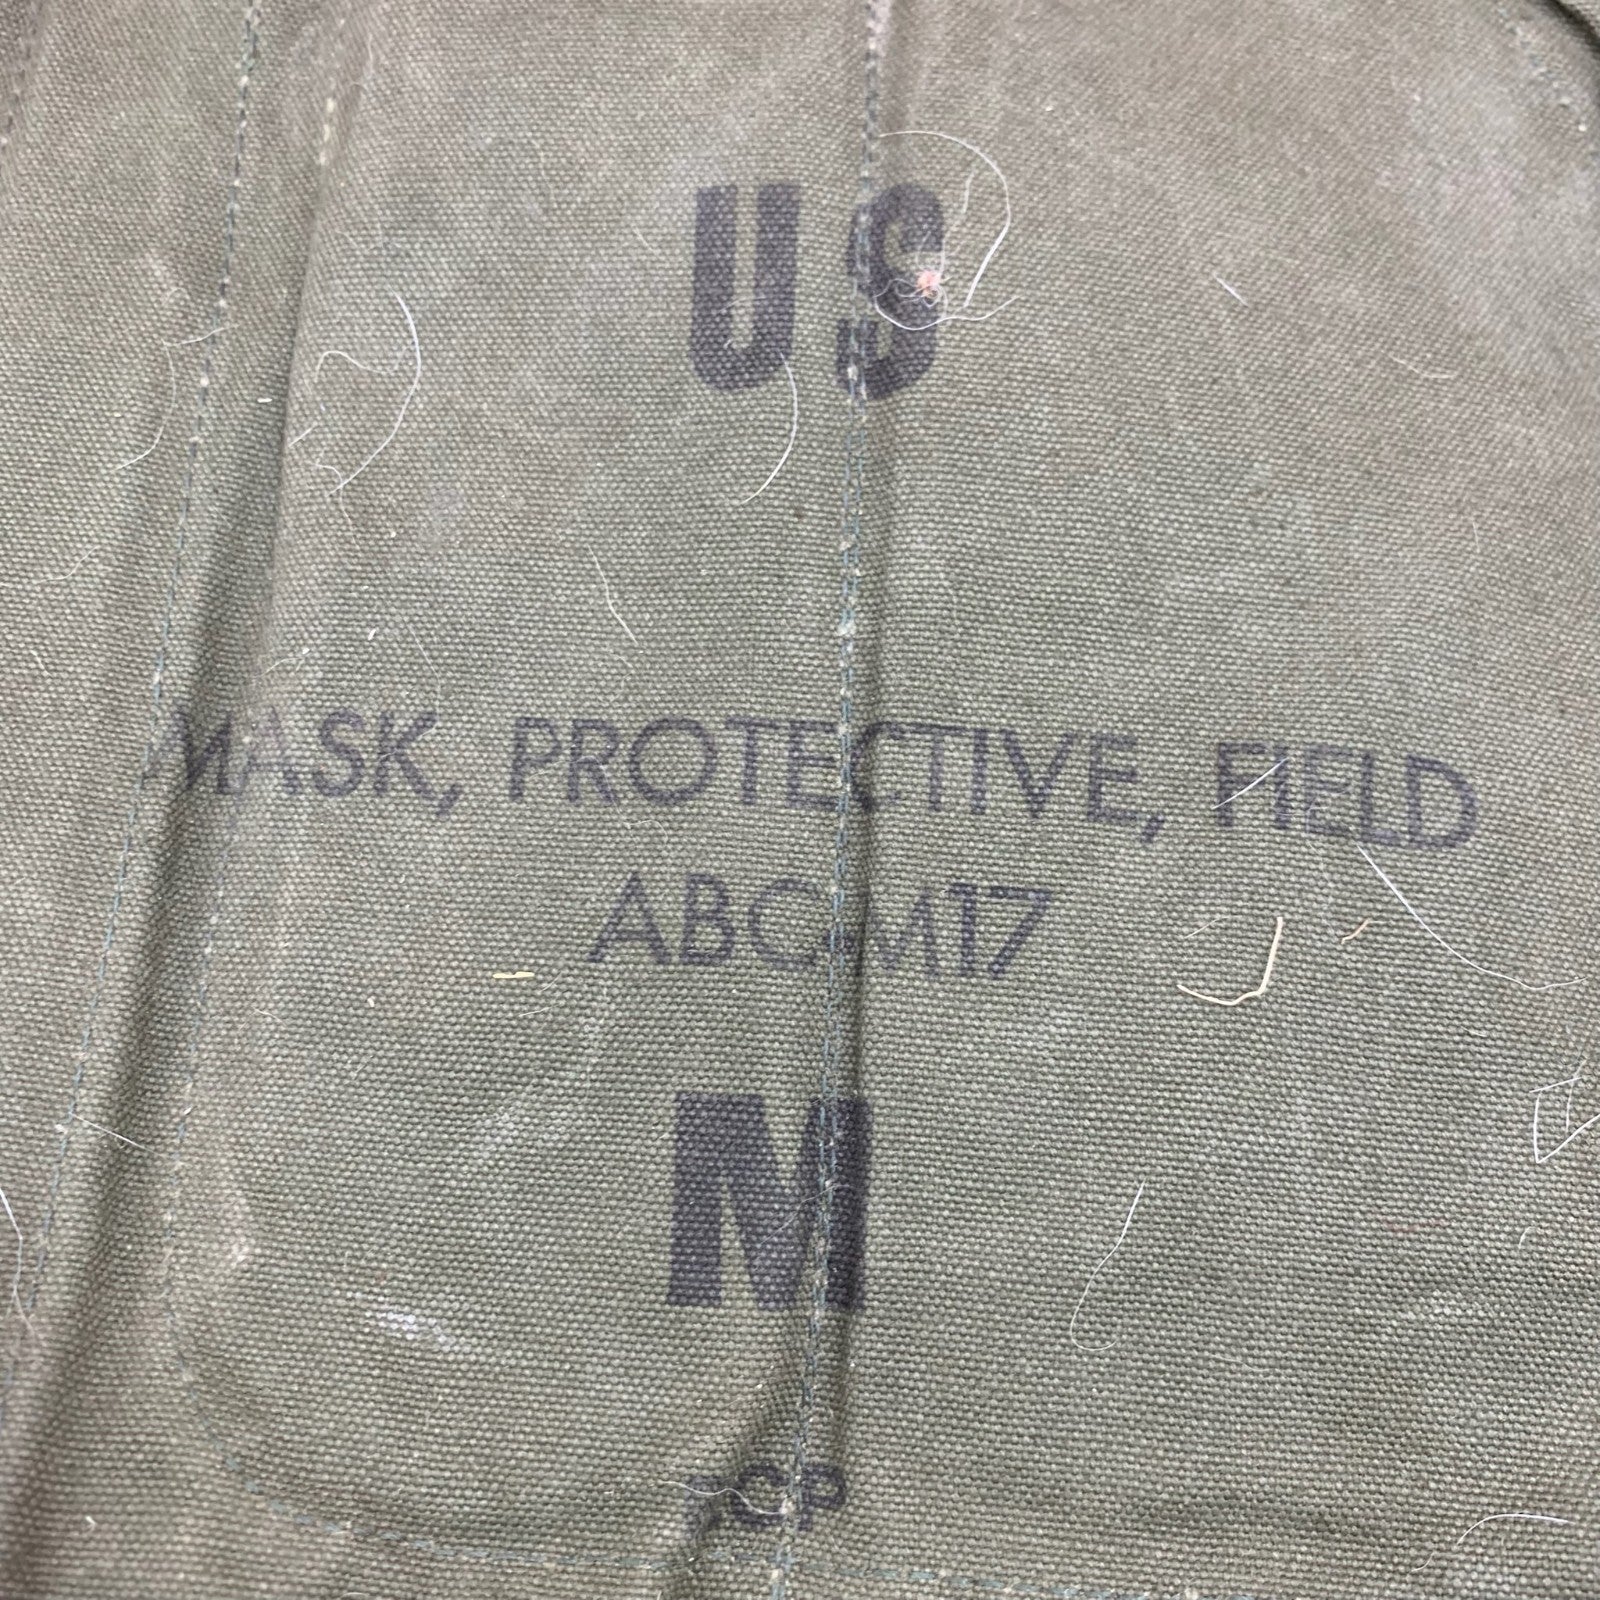 US
MASK, PROTECTIVE, FIELD
ABC-M17
M